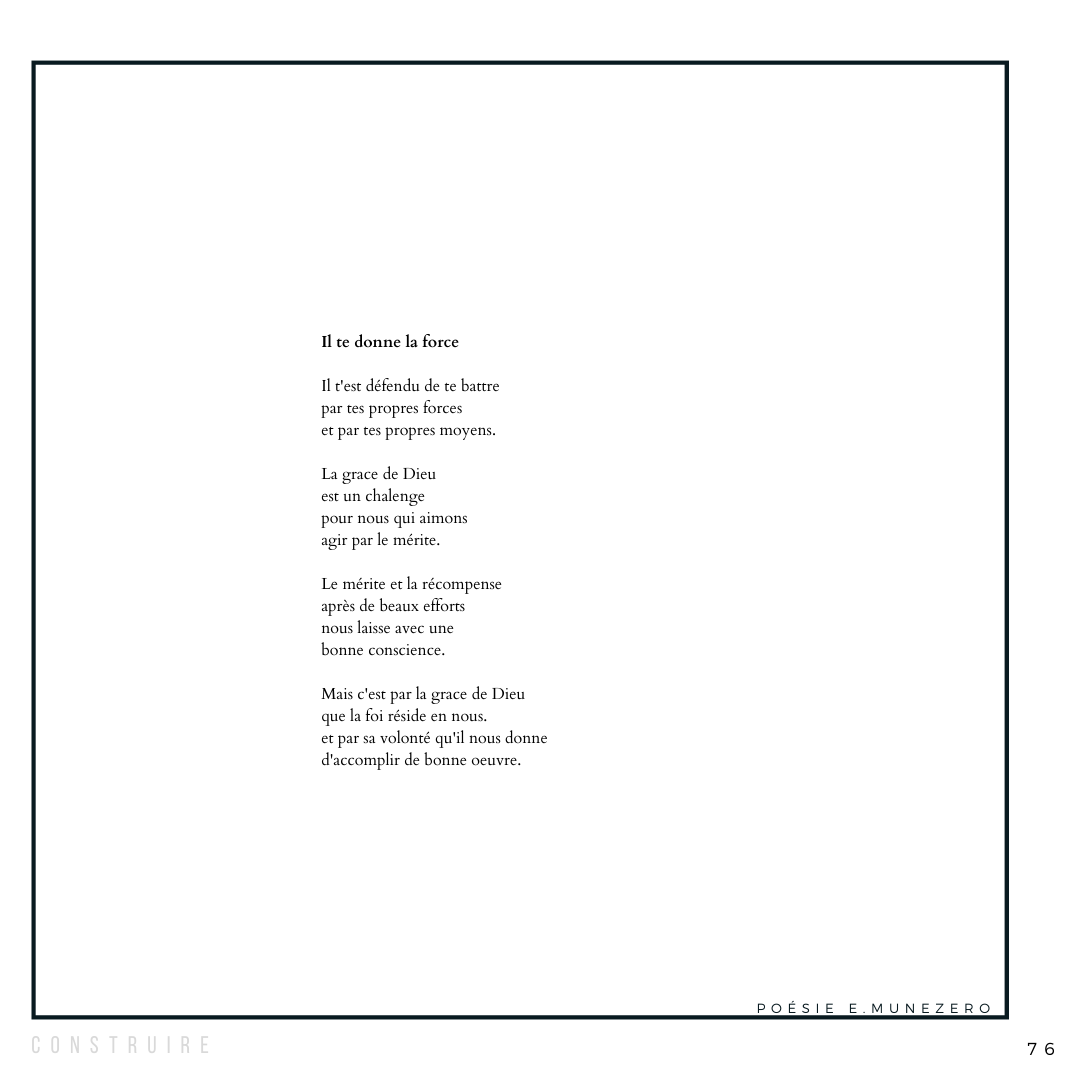 Il te donne la force
Il t'est défendu de te battre
par tes propres forces
et par tes propres moyens.
La grace de Dieu
est un chalenge
pour nous qui aimons
agir par le mérite.
Le mérite et la récompense
après de beaux efforts
nous laisse avec une
bonne conscience.
Mais c'est par la grace de Dieu
que la foi réside en nous.
et par sa volonté qu'il nous donne
d'accomplir de bonne oeuvre.
POÉSIE E.MUNEZERO
CONSTRUIRE
76